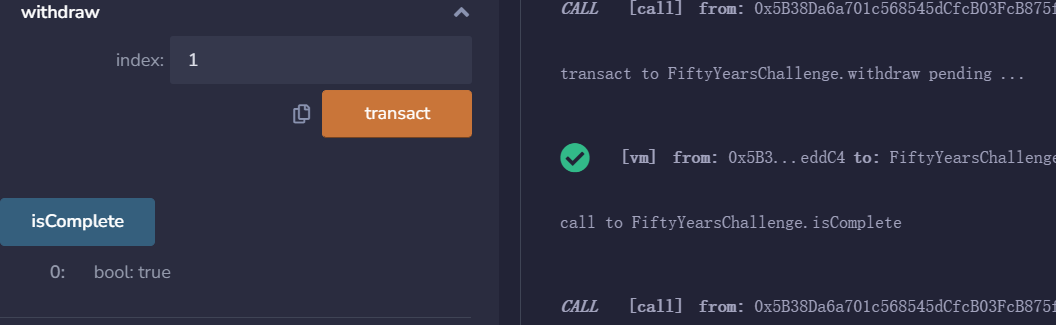 withdraw
index: 1
transact
isComplete
0: bool: true
CALL [call] from: 0x5B38Da6a701c568545dCfcB03FcB875f
transact to FiftyYearsChallenge.withdraw pending ...
[vm] from: 0x5B3...eddC4 to: FiftyYearsChallenge
call to FiftyYearsChallenge.isComplete
CALL [call] from: 0x5B38Da6a701c568545dCfcB03FcB875f